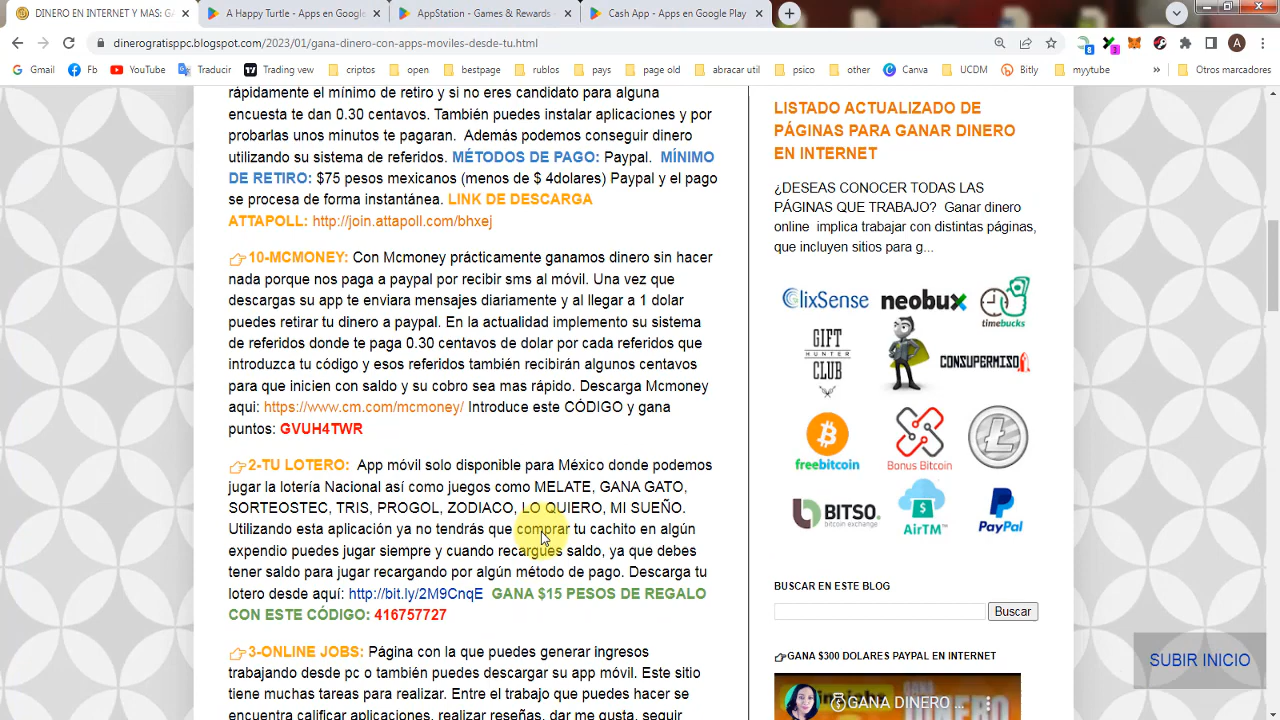 DINERO EN INTERNET Y MAS: GA
A Happy Turtle - Apps en Google
AppStation - Games & Rewards -
Cash App - Apps en Google Play
dinerogratisppc.blogspot.com/2023/01/gana-dinero-con-apps-moviles-desde-tu.html
8
3
A
Gmail
Fb
YouTube
Traducir
Trading vew
criptos
open
bestpage
rublos
pays
page old
abracar util
psico
other
Canva
UCDM
Bitly
myytube
»
Otros marcadores
rápidamente el mínimo de retiro y si no eres candidato para alguna
encuesta te dan 0.30 centavos. También puedes instalar aplicaciones y por
probarlas unos minutos te pagaran. Además podemos conseguir dinero
utilizando su sistema de referidos. MÉTODOS DE PAGO: Paypal. MÍNIMO
DE RETIRO: $75 pesos mexicanos (menos de $ 4dolares) Paypal y el pago
se procesa de forma instantánea. LINK DE DESCARGA
ATTAPOLL: http://join.attapoll.com/bhxej
10-MCMONEY: Con Mcmoney prácticamente ganamos dinero sin hacer
nada porque nos paga a paypal por recibir sms al móvil. Una vez que
descargas su app te enviara mensajes diariamente y al llegar a 1 dolar
puedes retirar tu dinero a paypal. En la actualidad implemento su sistema
de referidos donde te paga 0.30 centavos de dolar por cada referidos que
introduzca tu código y esos referidos también recibirán algunos centavos
para que inicien con saldo y su cobro sea mas rápido. Descarga Mcmoney
aqui: https://www.cm.com/mcmoney/ Introduce este CÓDIGO y gana
puntos: GVUH4TWR
2-TU LOTERO: App móvil solo disponible para México donde podemos
jugar la lotería Nacional así como juegos como MELATE, GANA GATO,
SORTEOSTEC, TRIS, PROGOL, ZODIACO, LO QUIERO, MI SUEÑO.
Utilizando esta aplicación ya no tendrás que comprar tu cachito en algún
expendio puedes jugar siempre y cuando recargues saldo, ya que debes
tener saldo para jugar recargando por algún método de pago. Descarga tu
lotero desde aquí: http://bit.ly/2M9CnqE GANA $15 PESOS DE REGALO
CON ESTE CÓDIGO: 416757727
3-ONLINE JOBS: Página con la que puedes generar ingresos
trabajando desde pc o también puedes descargar su app móvil. Este sitio
tiene muchas tareas para realizar. Entre el trabajo que puedes hacer se
encuentra calificar aplicaciones, realizar reseñas, dar me gusta, seguir
LISTADO ACTUALIZADO DE
PÁGINAS PARA GANAR DINERO
EN INTERNET
¿DESEAS CONOCER TODAS LAS
PÁGINAS QUE TRABAJO? Ganar dinero
online implica trabajar con distintas páginas,
que incluyen sitios para g...
ClixSense
neobux
timebucks
GIFT
HUNTER
CLUB
CONSUPERMISO
freebitcoin
Bonus Bitcoin
BITSO
bitcoin exchange
AirTM
PayPal
BUSCAR EN ESTE BLOG
Buscar
GANA $300 DOLARES PAYPAL EN INTERNET
SUBIR INICIO
GANA DINERO ...